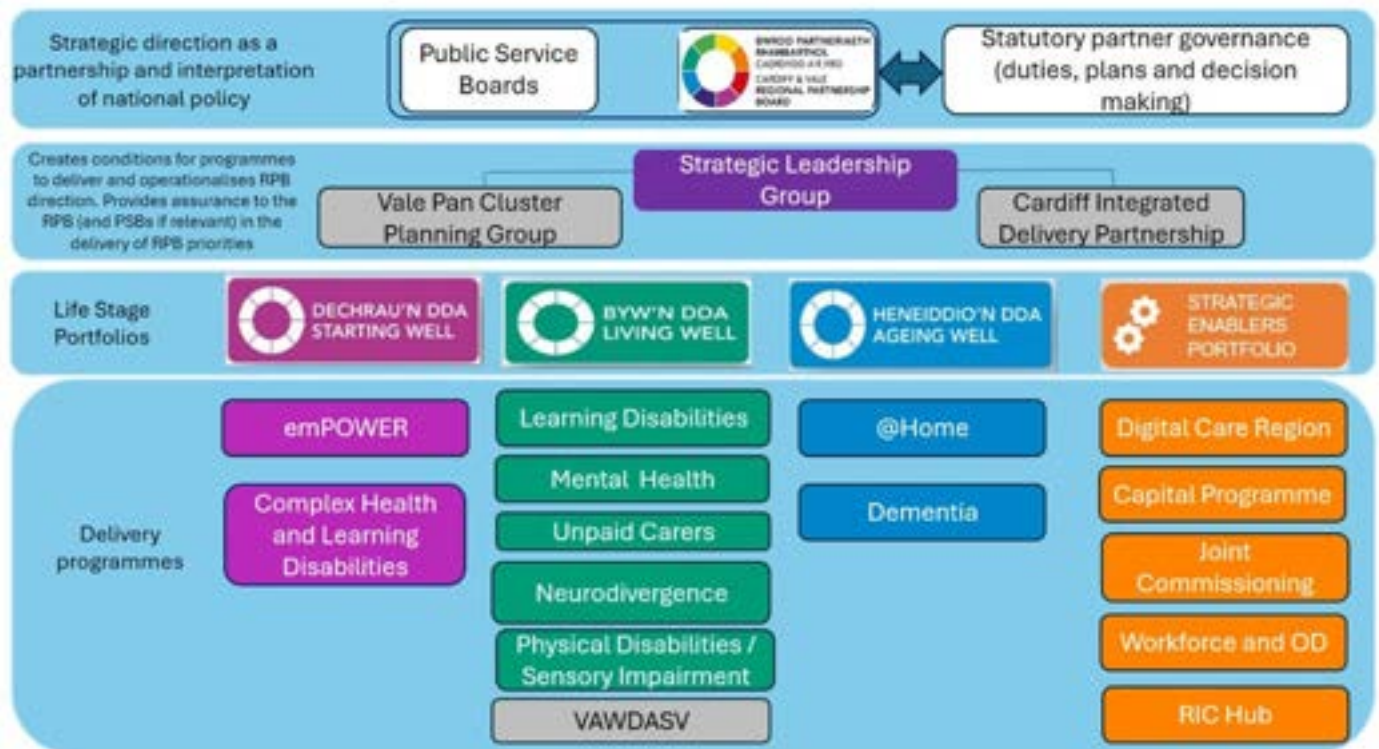 Strategic direction as a
partnership and interpretation
of national policy
Public Service
Boards
BWRDD PARTNERIAETH
RHANBARTHOL
CAERDYDD A'R FRO
CARDIFF & VALE
REGIONAL PARTNERSHIP
BOARD
Statutory partner governance
(duties, plans and decision
making)
Creates conditions for programmes
to deliver and operationalises RPB
direction. Provides assurance to the
RPB (and PSBs if relevant) in the
delivery of RPB priorities
Strategic Leadership
Group
Vale Pan Cluster
Planning Group
Cardiff Integrated
Delivery Partnership
Life Stage
Portfolios
DECHRAU'N DDA
STARTING WELL
BYW'N DDA
LIVING WELL
HENEIDDIO'N DDA
AGEING WELL
STRATEGIC
ENABLERS
PORTFOLIO
Delivery
programmes
emPOWER
Complex Health
and Learning
Disabilities
Learning Disabilities
Mental Health
Unpaid Carers
Neurodivergence
Physical Disabilities /
Sensory Impairment
VAWDASV
@Home
Dementia
Digital Care Region
Capital Programme
Joint
Commissioning
Workforce and OD
RIC Hub